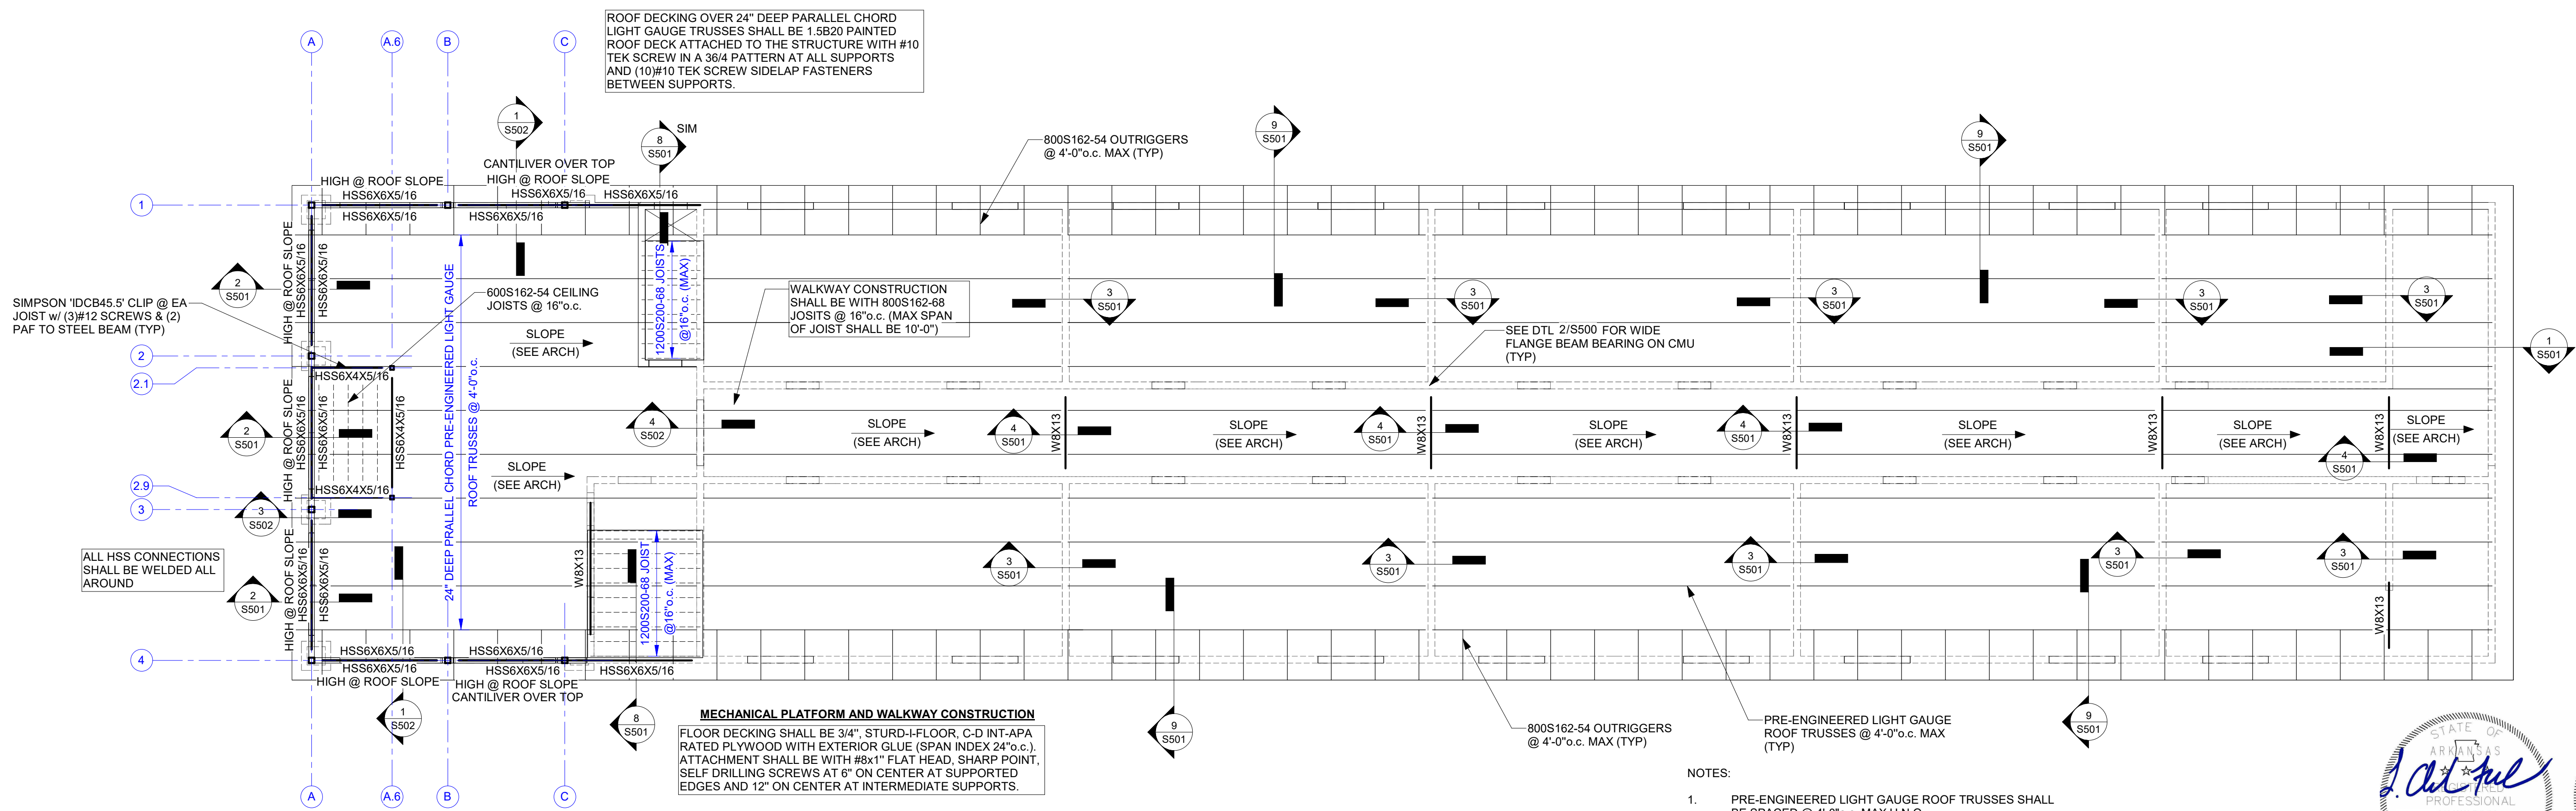 ROOF DECKING OVER 24" DEEP PARALLEL CHORD
LIGHT GAUGE TRUSSES SHALL BE 1.5B20 PAINTED
ROOF DECK ATTACHED TO THE STRUCTURE WITH #10
TEK SCREW IN A 36/4 PATTERN AT ALL SUPPORTS
AND (10)#10 TEK SCREW SIDELAP FASTENERS
BETWEEN SUPPORTS.
A
A.6
B
C
1
S502
8
S501
SIM
9
S501
9
S501
800S162-54 OUTRIGGERS
@ 4'-0"o.c. MAX (TYP)
CANTILIVER OVER TOP
HIGH @ ROOF SLOPE
HIGH @ ROOF SLOPE
HSS6X6X5/16
HSS6X6X5/16
HSS6X6X5/16
HSS6X6X5/16
HSS6X6X5/16
1
HIGH @ ROOF SLOPE
HSS6X6X5/16
HSS6X6X5/16
2
S501
SIMPSON 'IDCB45.5' CLIP @ EA
JOIST w/ (3)#12 SCREWS & (2)
PAF TO STEEL BEAM (TYP)
600S162-54 CEILING
JOISTS @ 16"o.c.
SLOPE
(SEE ARCH)
1200S200-68 JOISTS
@16"o.c. (MAX)
WALKWAY CONSTRUCTION
SHALL BE WITH 800S162-68
JOSITS @ 16"o.c. (MAX SPAN
OF JOIST SHALL BE 10'-0")
3
S501
3
S501
3
S501
3
S501
3
S501
SEE DTL 2/S500 FOR WIDE
FLANGE BEAM BEARING ON CMU
(TYP)
1
S501
2
2.1
HSS6X4X5/16
24" DEEP PARALLEL CHORD PRE-ENGINEERED LIGHT GAUGE
ROOF TRUSSES @ 4'-0"o.c.
HIGH @ ROOF SLOPE
HSS6X6X5/16
HSS6X6X5/16
HSS6X4X5/16
2
S501
4
S502
SLOPE
(SEE ARCH)
4
S501
W8X13
SLOPE
(SEE ARCH)
4
S501
W8X13
SLOPE
(SEE ARCH)
4
S501
W8X13
SLOPE
(SEE ARCH)
W8X13
SLOPE
(SEE ARCH)
W8X13
SLOPE
(SEE ARCH)
4
S501
SLOPE
(SEE ARCH)
2.9
HSS6X4X5/16
3
3
S502
ALL HSS CONNECTIONS
SHALL BE WELDED ALL
AROUND
HIGH @ ROOF SLOPE
HSS6X6X5/16
HSS6X6X5/16
2
S501
W8X13
1200S200-68 JOIST
@16"o.c. (MAX)
3
S501
3
S501
3
S501
3
S501
3
S501
W8X13
4
HSS6X6X5/16
HSS6X6X5/16
HSS6X6X5/16
HSS6X6X5/16
HSS6X6X5/16
HIGH @ ROOF SLOPE
HIGH @ ROOF SLOPE
CANTILIVER OVER TOP
1
S502
8
S501
9
S501
9
S501
MECHANICAL PLATFORM AND WALKWAY CONSTRUCTION
FLOOR DECKING SHALL BE 3/4", STURD-I-FLOOR, C-D INT-APA
RATED PLYWOOD WITH EXTERIOR GLUE (SPAN INDEX 24"o.c.).
ATTACHMENT SHALL BE WITH #8x1" FLAT HEAD, SHARP POINT,
SELF DRILLING SCREWS AT 6" ON CENTER AT SUPPORTED
EDGES AND 12" ON CENTER AT INTERMEDIATE SUPPORTS.
800S162-54 OUTRIGGERS
@ 4'-0"o.c. MAX (TYP)
PRE-ENGINEERED LIGHT GAUGE
ROOF TRUSSES @ 4'-0"o.c. MAX
(TYP)
NOTES:
1. PRE-ENGINEERED LIGHT GAUGE ROOF TRUSSES SHALL
A
A.6
B
C
STATE OF
ARKANSAS
REGISTERED
PROFESSIONAL